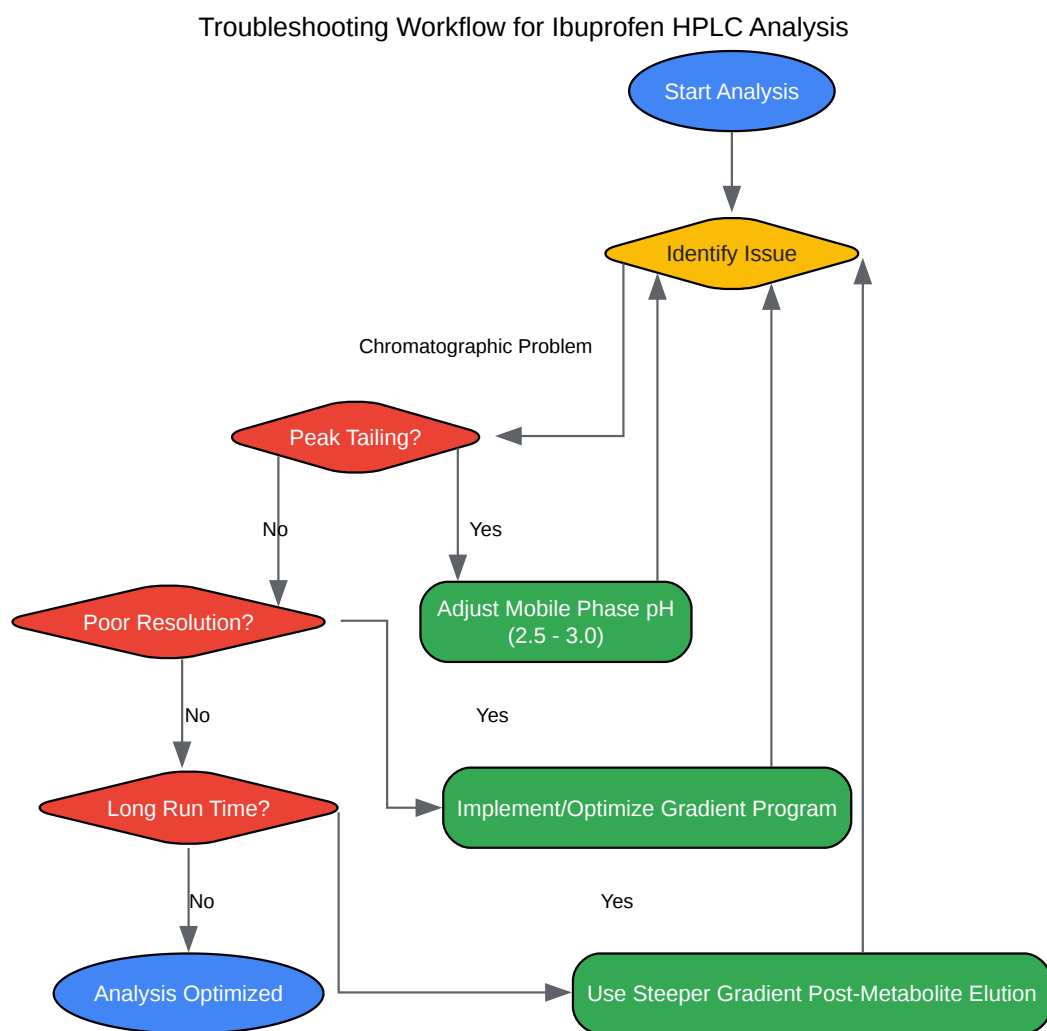 Troubleshooting Workflow for Ibuprofen HPLC Analysis
Start Analysis
Identify Issue
Chromatographic Problem
Peak Tailing?
No
Yes
Adjust Mobile Phase pH
(2.5 - 3.0)
Poor Resolution?
No
Yes
Long Run Time?
Implement/Optimize Gradient Program
No
Yes
Analysis Optimized
Use Steeper Gradient Post-Metabolite Elution